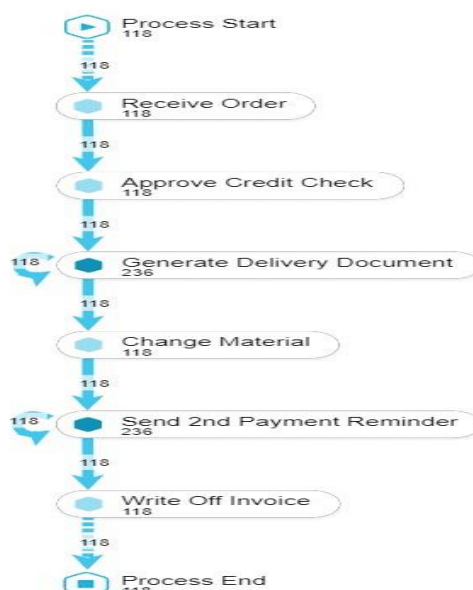 Process Start
118
118
Receive Order
118
118
Approve Credit Check
118
118
118 Generate Delivery Document
236
118
Change Material
118
118
118 Send 2nd Payment Reminder
236
118
Write Off Invoice
118
118
Process End
118